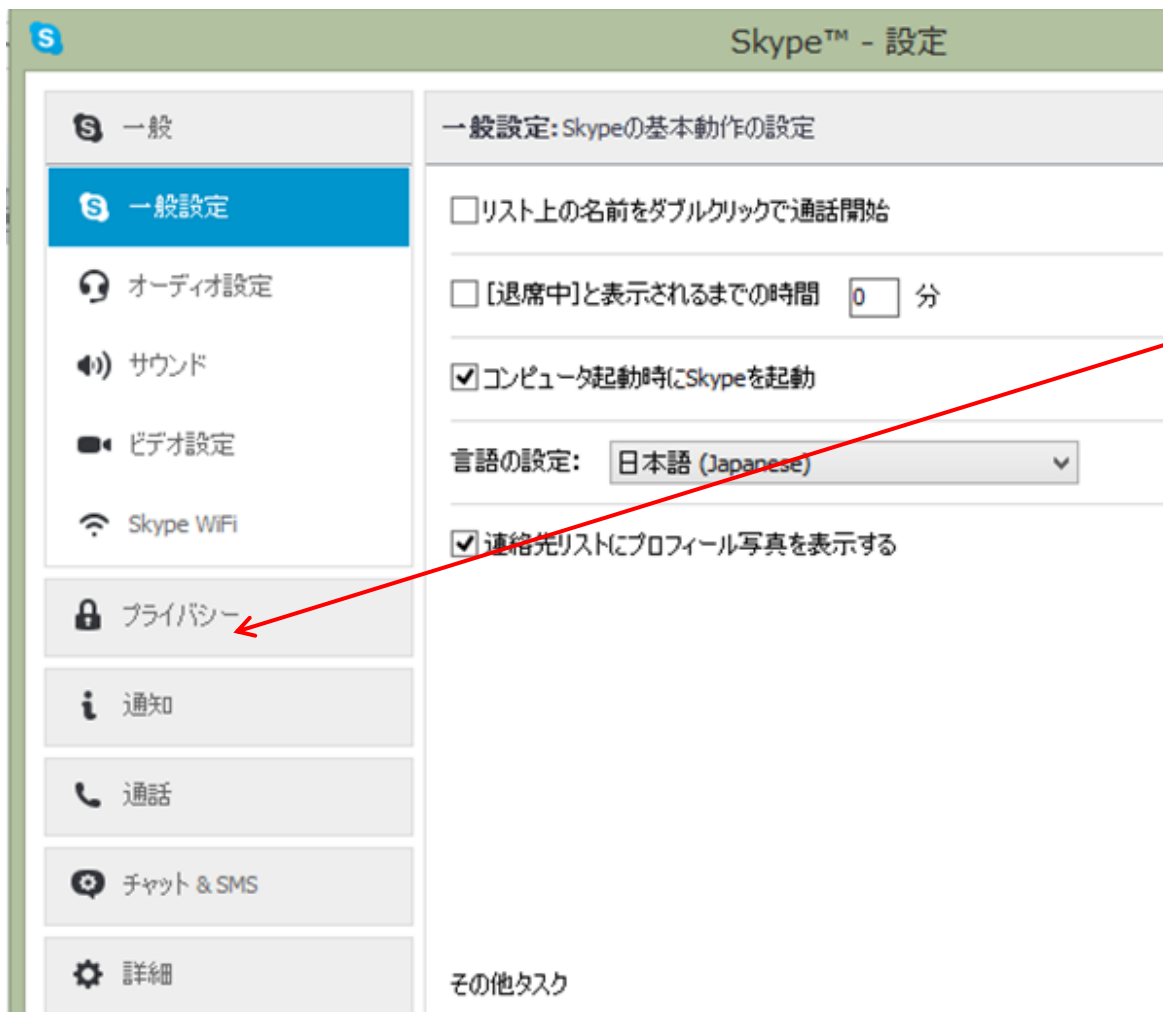 Skype™ - 設定
一般
一般設定
オーディオ設定
サウンド
ビデオ設定
Skype WiFi
プライバシー
通知
通話
チャット & SMS
詳細
一般設定: Skypeの基本動作の設定
リスト上の名前をダブルクリックで通話開始
[退席中]と表示されるまでの時間 0 分
コンピュータ起動時にSkypeを起動
言語の設定: 日本語 (Japanese)
連絡先リストにプロフィール写真を表示する
その他タスク